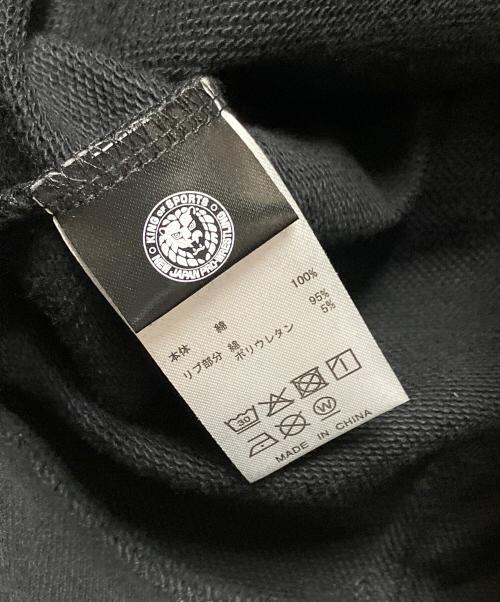 KING OF SPORTS
NEW JAPAN PRO-WRESTLING
本体 綿 100%
リブ部分 綿 95%
ポリウレタン 5%
30
W
MADE IN CHINA